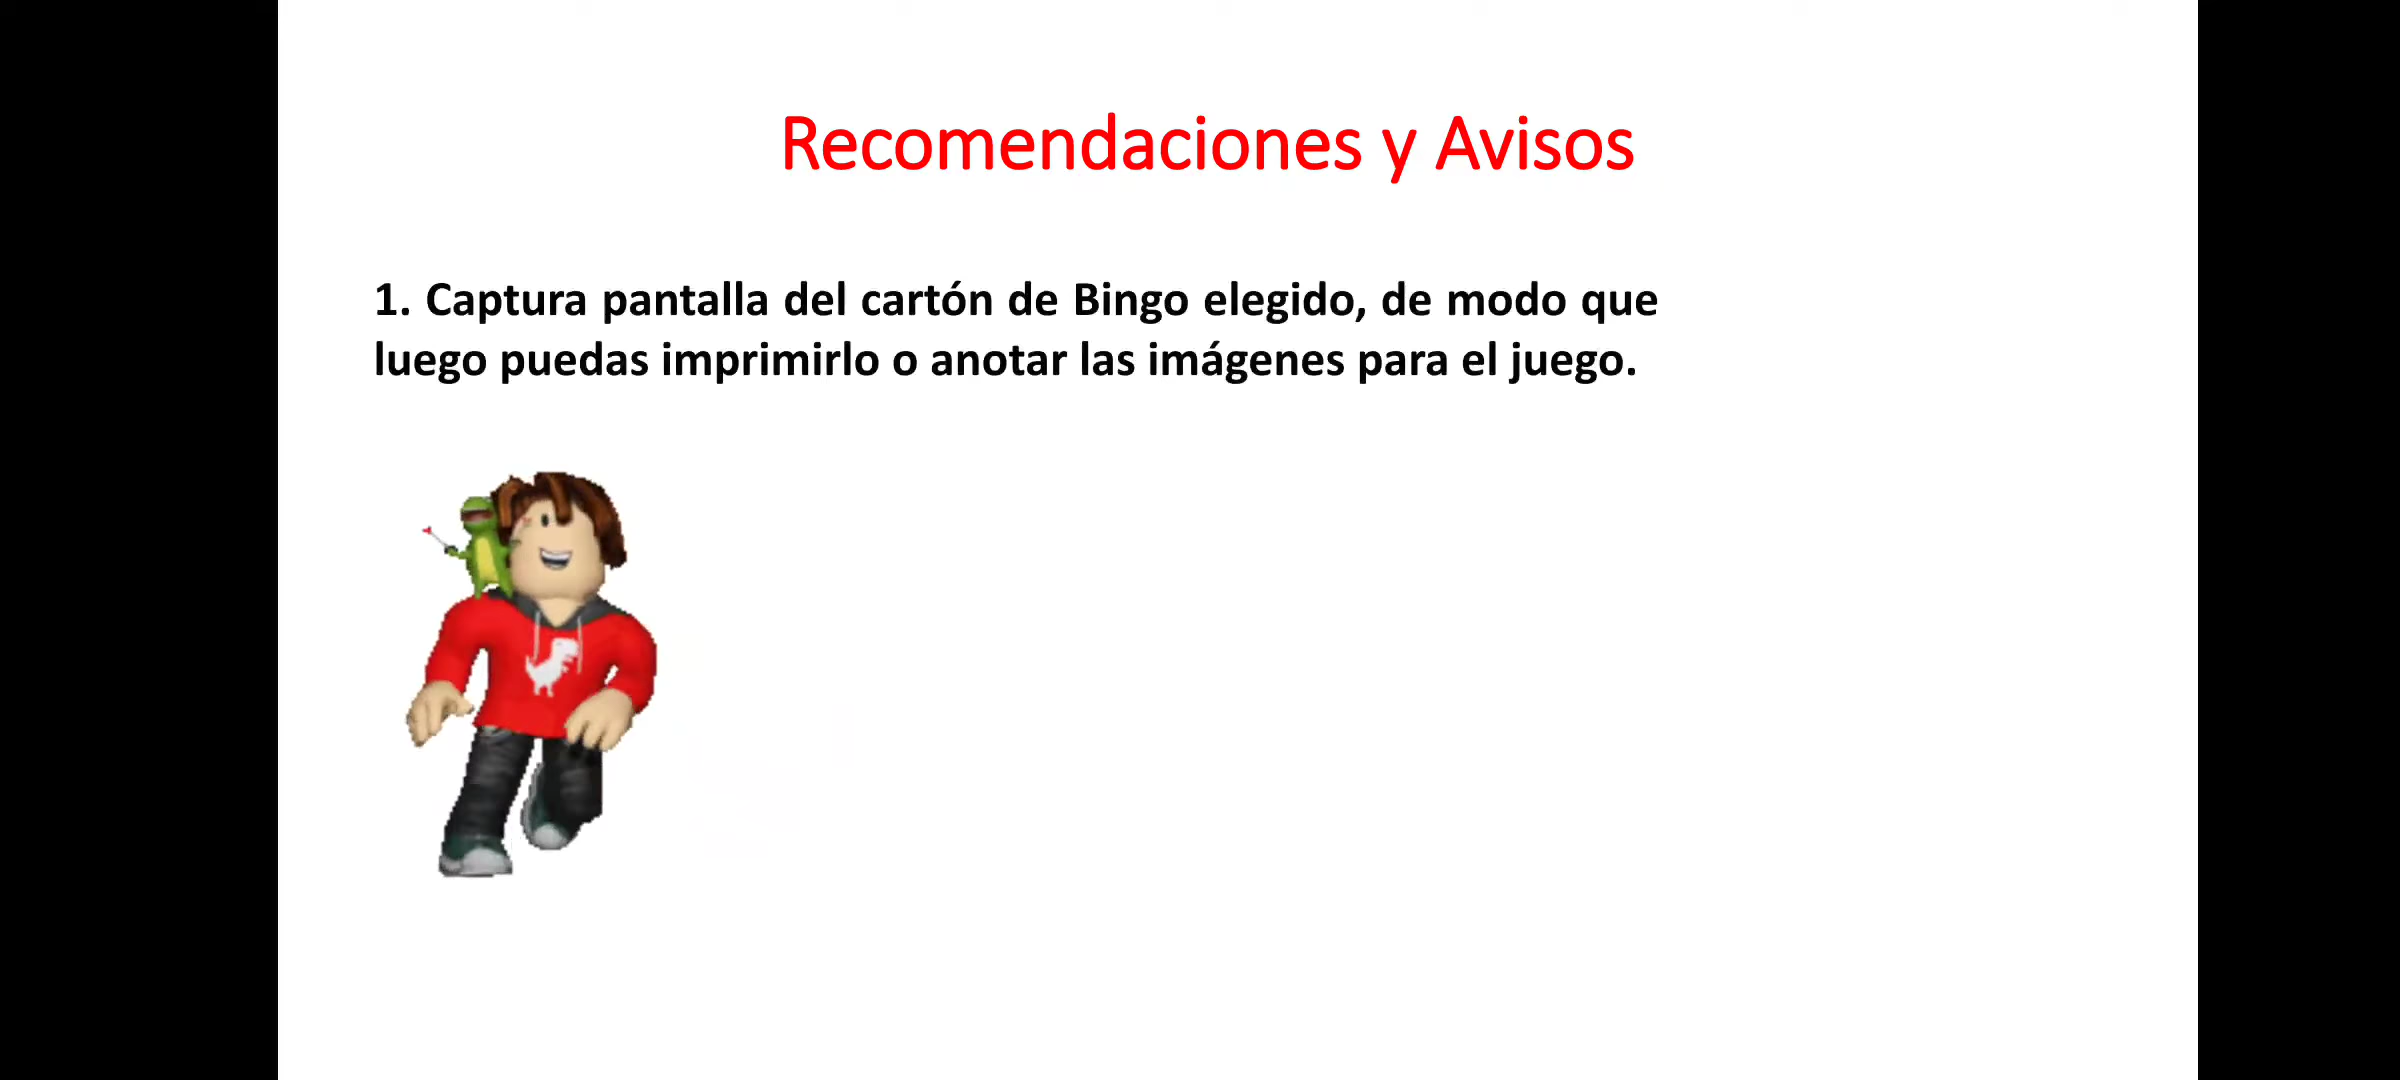 Recomendaciones y Avisos
1. Captura pantalla del cartón de Bingo elegido, de modo que
luego puedas imprimirlo o anotar las imágenes para el juego.